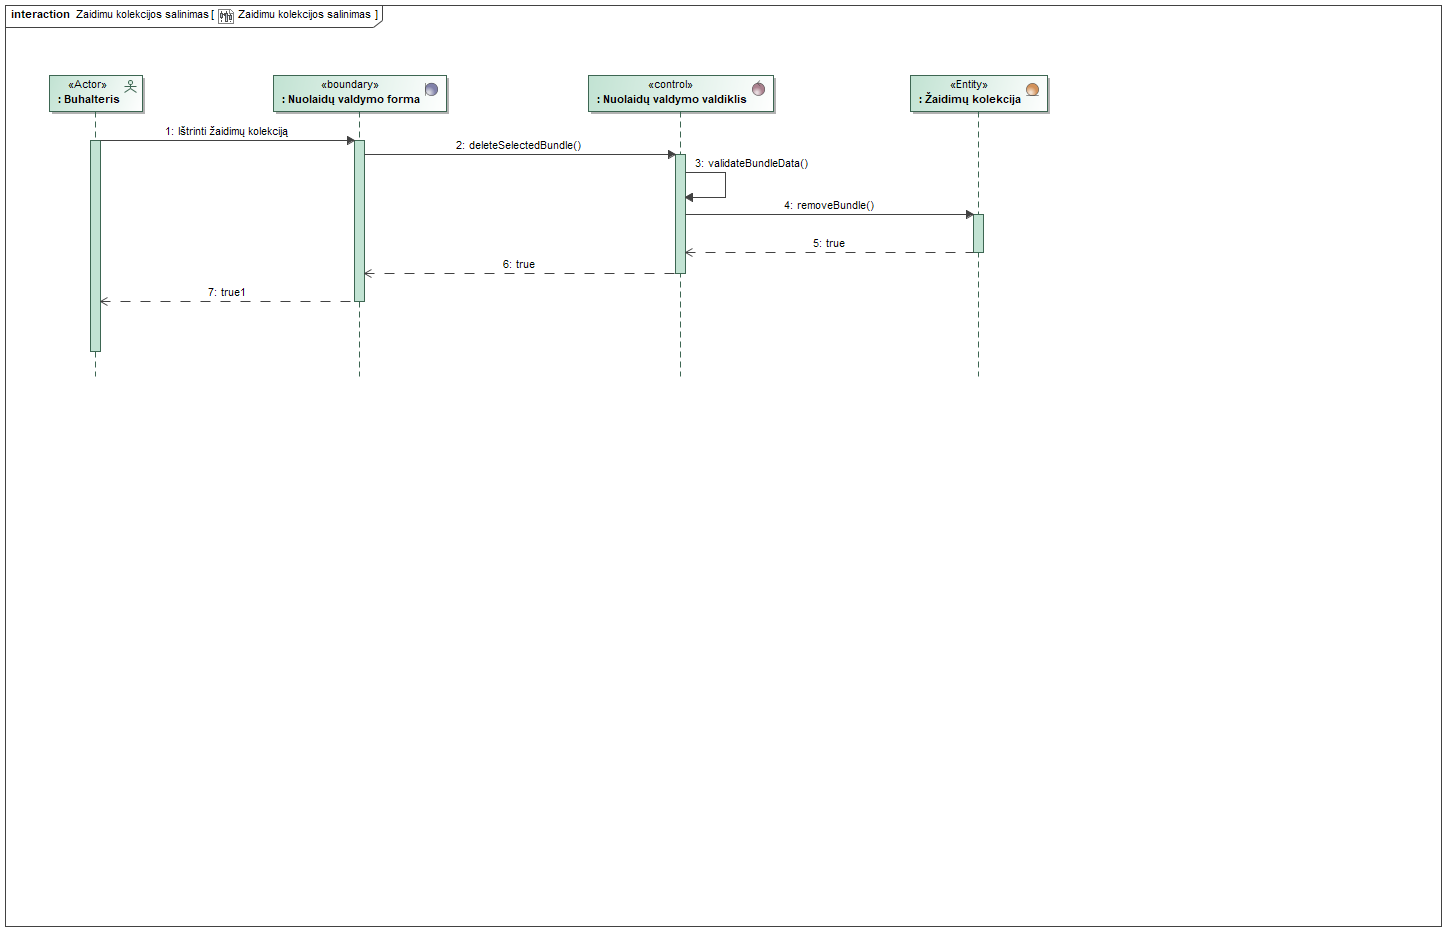 interaction Zaidimu kolekcijos salinimas [ Zaidimu kolekcijos salinimas ]
«Actor»
: Buhalteris
«boundary»
: Nuolaidų valdymo forma
«control»
: Nuolaidų valdymo valdiklis
«Entity»
: Žaidimų kolekcija
1: Ištrinti žaidimų kolekciją
2: deleteSelectedBundle()
3: validateBundleData()
4: removeBundle()
5: true
6: true
7: true1